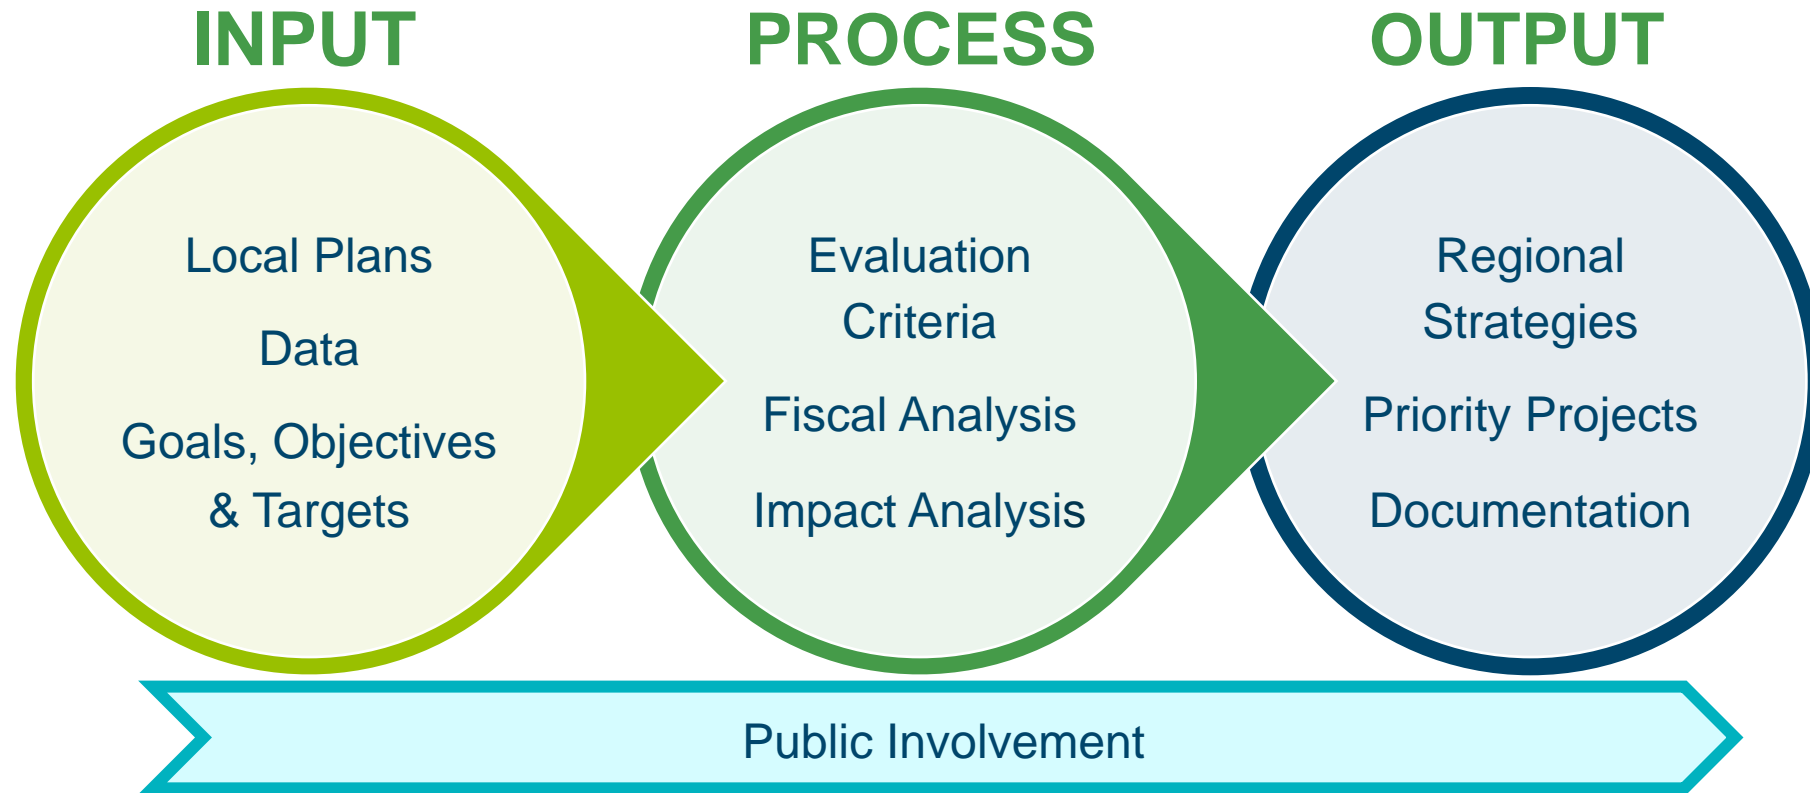 INPUT
Local Plans
Data
Goals, Objectives
& Targets
PROCESS
Evaluation
Criteria
Fiscal Analysis
Impact Analysis
OUTPUT
Regional
Strategies
Priority Projects
Documentation
Public Involvement